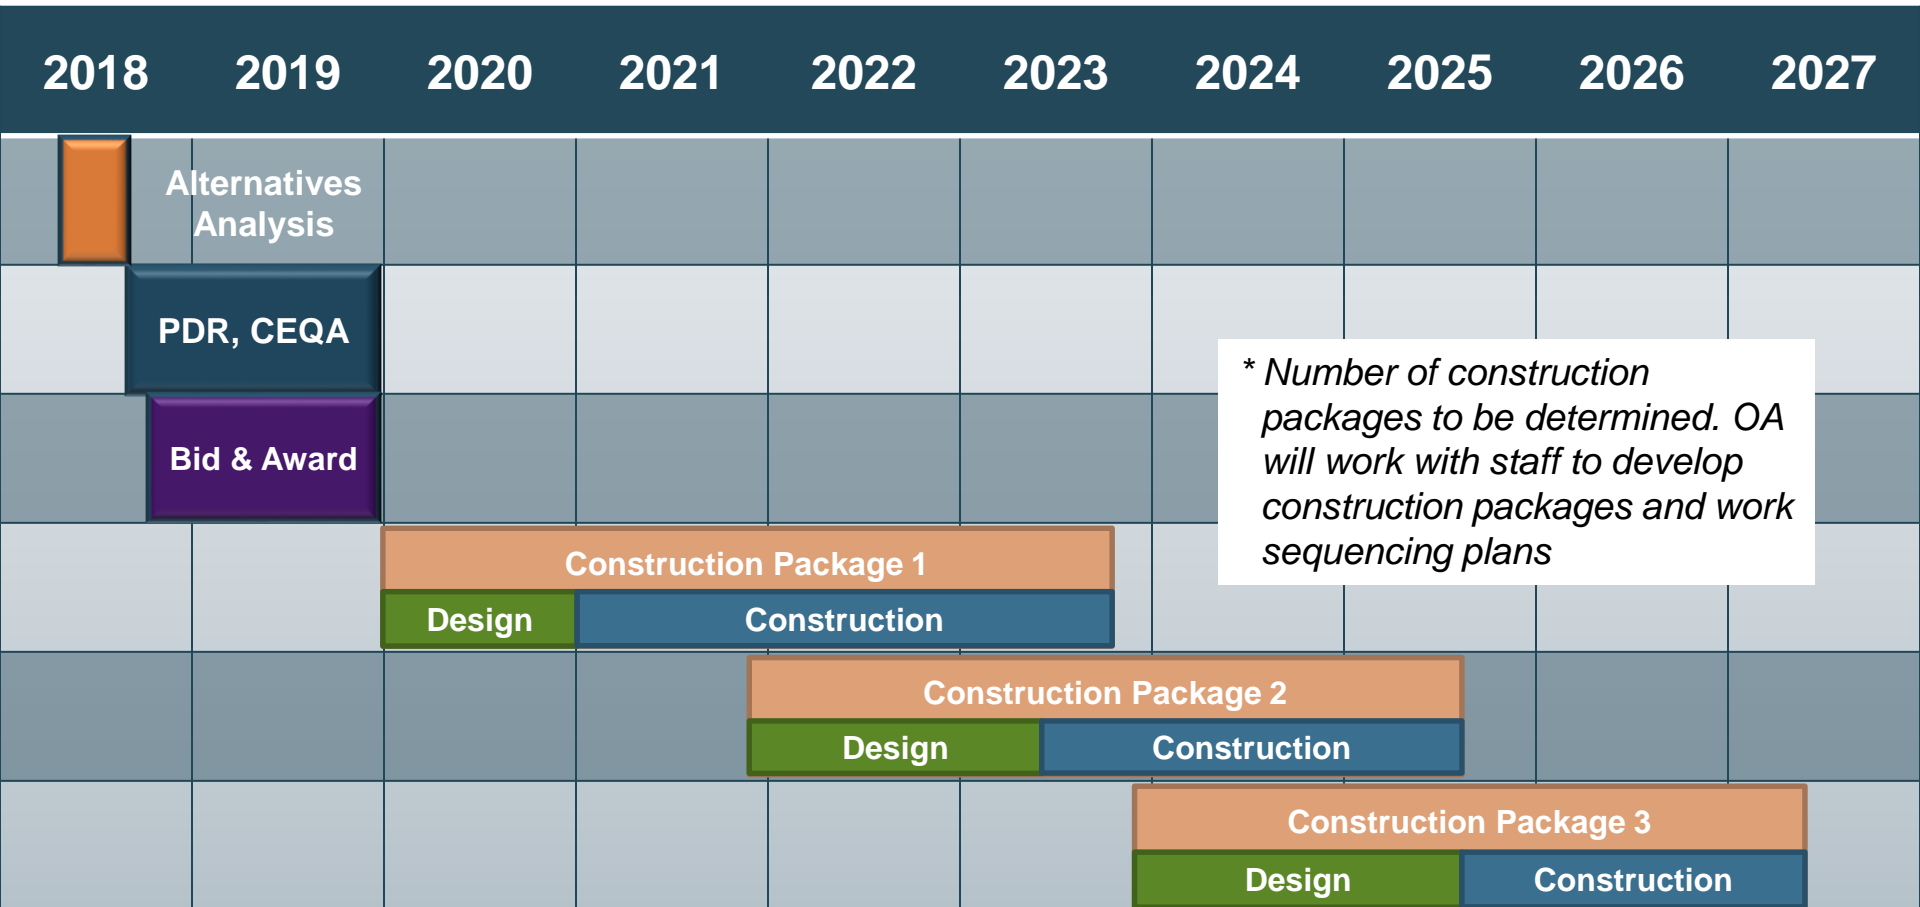 2018 2019 2020 2021 2022 2023 2024 2025 2026 2027
Alternatives
Analysis
PDR, CEQA
Bid & Award
* Number of construction
packages to be determined. OA
will work with staff to develop
construction packages and work
sequencing plans
Construction Package 1
Design Construction
Construction Package 2
Design Construction
Construction Package 3
Design Construction